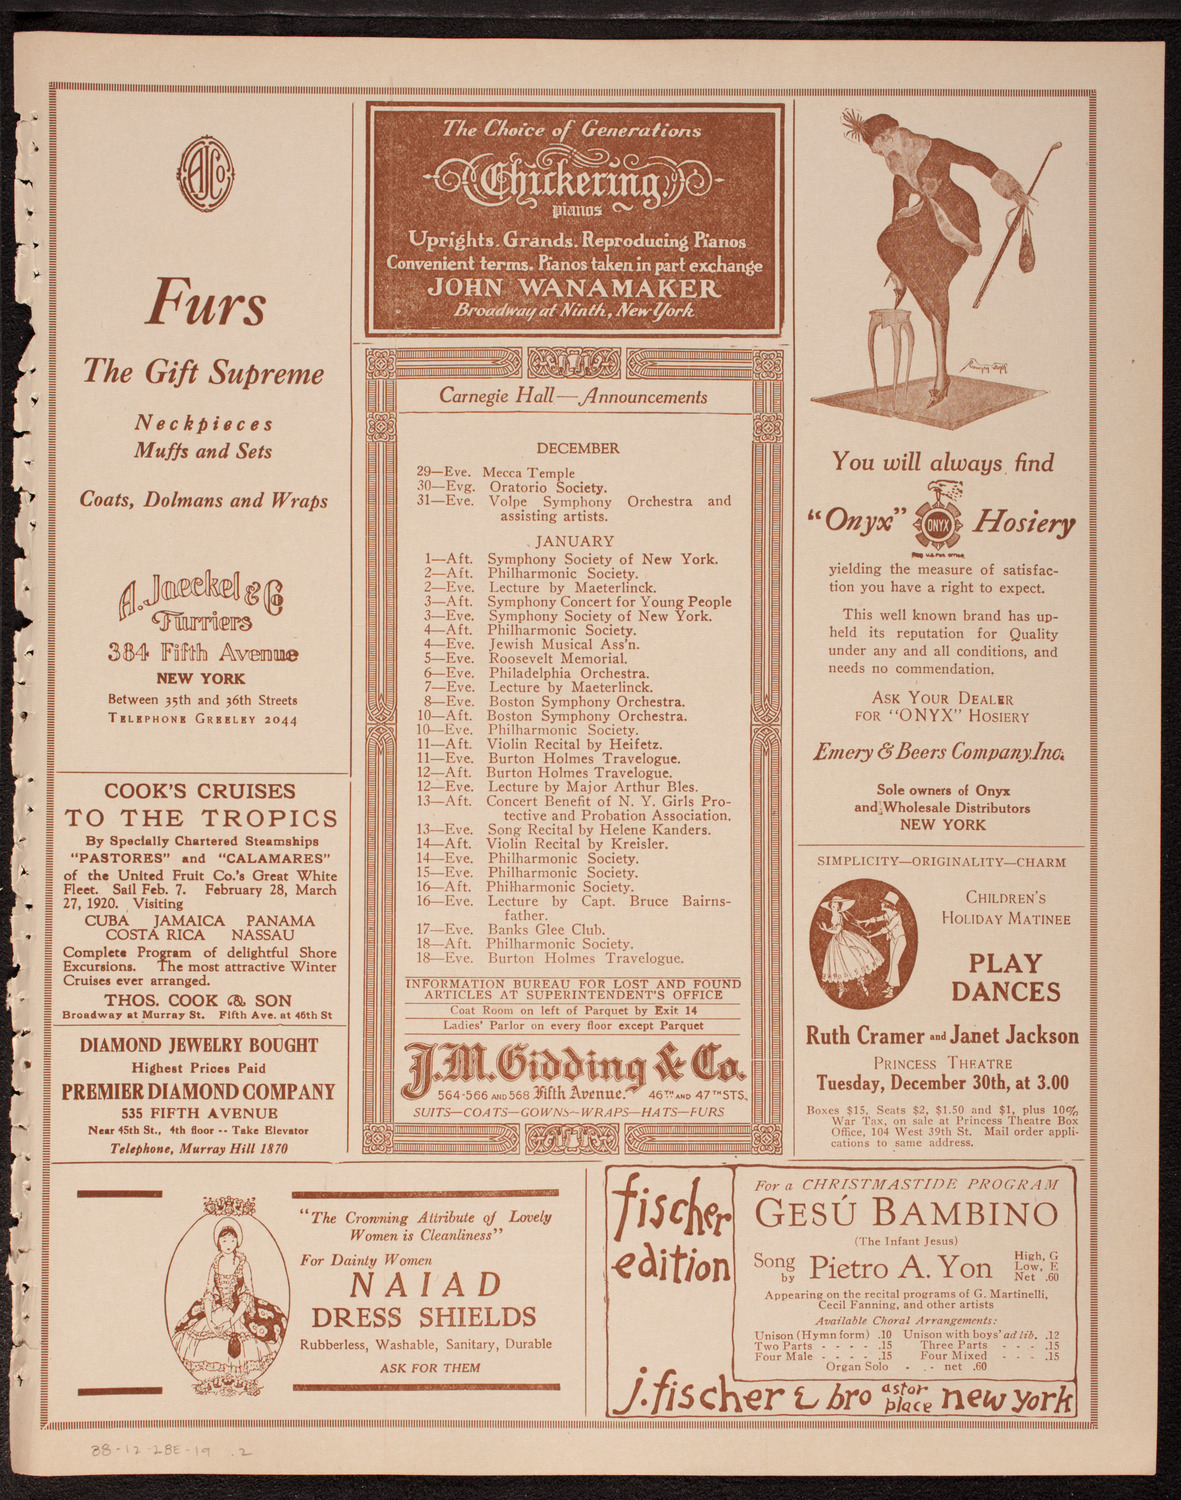 AJCo
Furs
The Gift Supreme
Neckpieces
Muffs and Sets
Coats, Dolmans and Wraps
A. Jaeckel & Co
Furriers
384 Fifth Avenue
NEW YORK
Between 35th and 36th Streets
TELEPHONE GREELEY 2044
COOK'S CRUISES
TO THE TROPICS
By Specially Chartered Steamships
"PASTORES" and "CALAMARES"
of the United Fruit Co.'s Great White
Fleet. Sail Feb. 7. February 28, March
27, 1920. Visiting
CUBA JAMAICA PANAMA
COSTA RICA NASSAU
Complete Program of delightful Shore
Excursions. The most attractive Winter
Cruises ever arranged.
THOS. COOK & SON
Broadway at Murray St. Fifth Ave. at 46th St
DIAMOND JEWELRY BOUGHT
Highest Prices Paid
PREMIER DIAMOND COMPANY
535 FIFTH AVENUE
Near 45th St., 4th floor -- Take Elevator
Telephone, Murray Hill 1870
The Choice of Generations
Chickering
pianos
Uprights. Grands. Reproducing Pianos
Convenient terms. Pianos taken in part exchange
JOHN WANAMAKER
Broadway at Ninth, New York
Carnegie Hall—Announcements
DECEMBER
29—Eve. Mecca Temple
30—Evg. Oratorio Society.
31—Eve. Volpe Symphony Orchestra and
assisting artists.
JANUARY
1—Aft. Symphony Society of New York.
2—Aft. Philharmonic Society.
2—Eve. Lecture by Maeterlinck.
3—Aft. Symphony Concert for Young People
3—Eve. Symphony Society of New York.
4—Aft. Philharmonic Society.
4—Eve. Jewish Musical Ass'n.
5—Eve. Roosevelt Memorial.
6—Eve. Philadelphia Orchestra.
7—Eve. Lecture by Maeterlinck.
8—Eve. Boston Symphony Orchestra.
10—Aft. Boston Symphony Orchestra.
10—Eve. Philharmonic Society.
11—Aft. Violin Recital by Heifetz.
11—Eve. Burton Holmes Travelogue.
12—Aft. Burton Holmes Travelogue.
12—Eve. Lecture by Major Arthur Bles.
13—Aft. Concert Benefit of N. Y. Girls Pro-
tective and Probation Association.
13—Eve. Song Recital by Helene Kanders.
14—Aft. Violin Recital by Kreisler.
14—Eve. Philharmonic Society.
15—Eve. Philharmonic Society.
16—Aft. Philharmonic Society.
16—Eve. Lecture by Capt. Bruce Bairns-
father.
17—Eve. Banks Glee Club.
18—Aft. Philharmonic Society.
18—Eve. Burton Holmes Travelogue.
INFORMATION BUREAU FOR LOST AND FOUND
ARTICLES AT SUPERINTENDENT'S OFFICE
Coat Room on left of Parquet by Exit 14
Ladies' Parlor on every floor except Parquet
J.M. Gidding & Co.
564-566 AND 568 Fifth Avenue. 46TH AND 47TH STS.
SUITS—COATS—GOWNS—WRAPS—HATS—FURS
You will always find
"Onyx" ONYX Hosiery
REG U.S. PAT. OFFICE
yielding the measure of satisfac-
tion you have a right to expect.
This well known brand has up-
held its reputation for Quality
under any and all conditions, and
needs no commendation.
ASK YOUR DEALER
FOR "ONYX" HOSIERY
Emery & Beers Company. Inc.
Sole owners of Onyx
and Wholesale Distributors
NEW YORK
SIMPLICITY—ORIGINALITY—CHARM
CHILDREN'S
HOLIDAY MATINEE
PLAY
DANCES
Ruth Cramer and Janet Jackson
PRINCESS THEATRE
Tuesday, December 30th, at 3.00
Boxes $15, Seats $2, $1.50 and $1, plus 10%
War Tax, on sale at Princess Theatre Box
Office, 104 West 39th St. Mail order appli-
cations to same address.
"The Crowning Attribute of Lovely
Women is Cleanliness"
For Dainty Women
NAIAD
DRESS SHIELDS
Rubberless, Washable, Sanitary, Durable
ASK FOR THEM
fischer
edition
For a CHRISTMASTIDE PROGRAM
GESÚ BAMBINO
(The Infant Jesus)
Song by Pietro A. Yon High, G
Low, E
Net .60
Appearing on the recital programs of G. Martinelli,
Cecil Fanning, and other artists
Available Choral Arrangements:
Unison (Hymn form) .10 Unison with boys' ad lib. .12
Two Parts - - - - .15 Three Parts - - - .15
Four Male - - - - .15 Four Mixed - - - .15
Organ Solo - - net .60
j. fischer & bro astor place new york
88-12-28E-19 .2